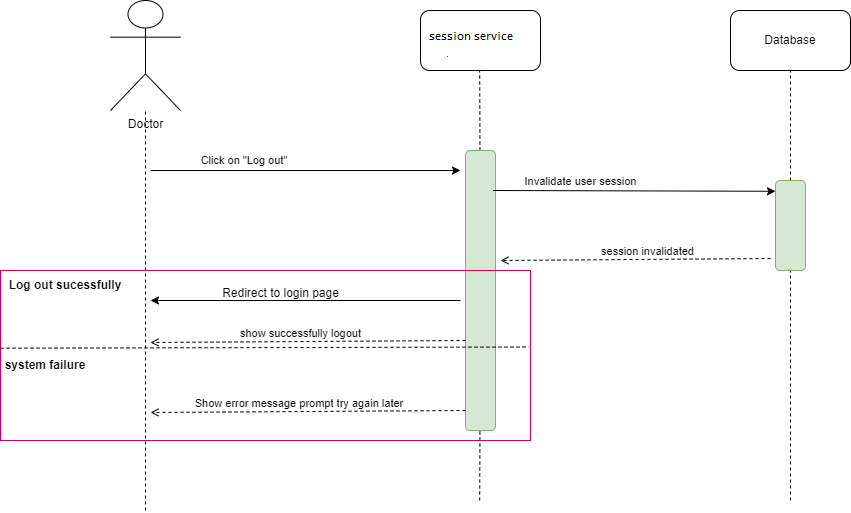 session service
Database
Doctor
Click on "Log out"
Invalidate user session
session invalidated
Log out sucessfully
Redirect to login page
show successfully logout
system failure
Show error message prompt try again later